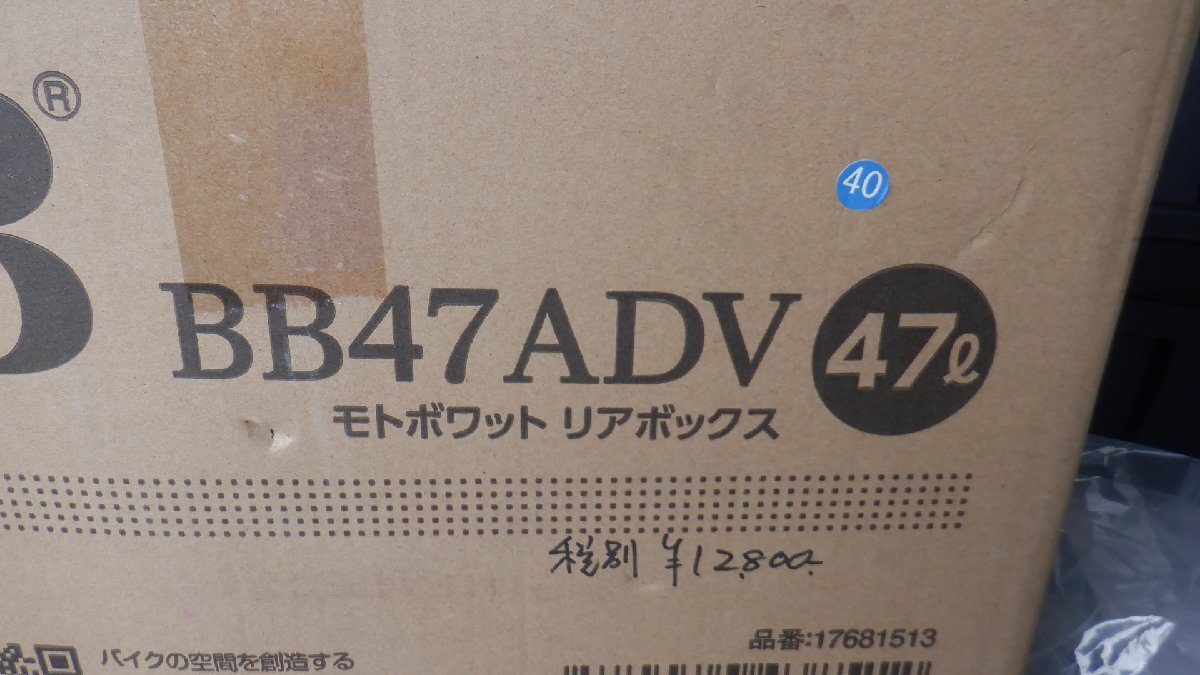 B®
40
BB47ADV 47ℓ
モトボワット リアボックス
税別 ¥12,800-
品番:17681513
バイクの空間を創造する